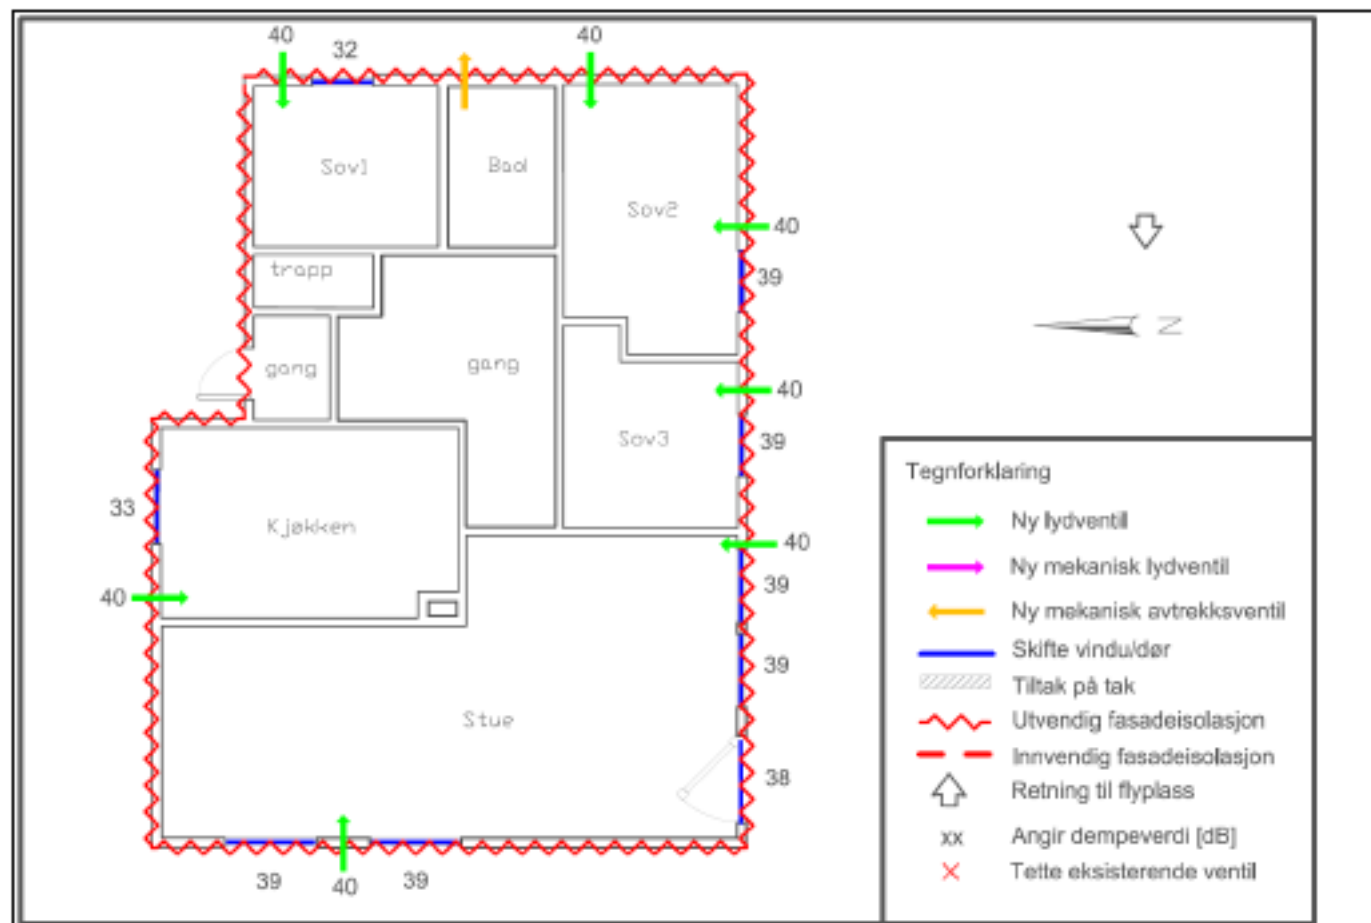 40
32
40
Sov1
Bad
Sov2
40
39
trapp
gang
gang
40
39
Sov3
33
Kjøkken
40
40
39
39
Stue
38
39
40
39
N
Tegnforklaring
Ny lydventil
Ny mekanisk lydventil
Ny mekanisk avtrekksventil
Skifte vindu/dør
Tiltak på tak
Utvendig fasadeisolasjon
Innvendig fasadeisolasjon
Retning til flyplass
xx Angir dempeverdi [dB]
Tette eksisterende ventil